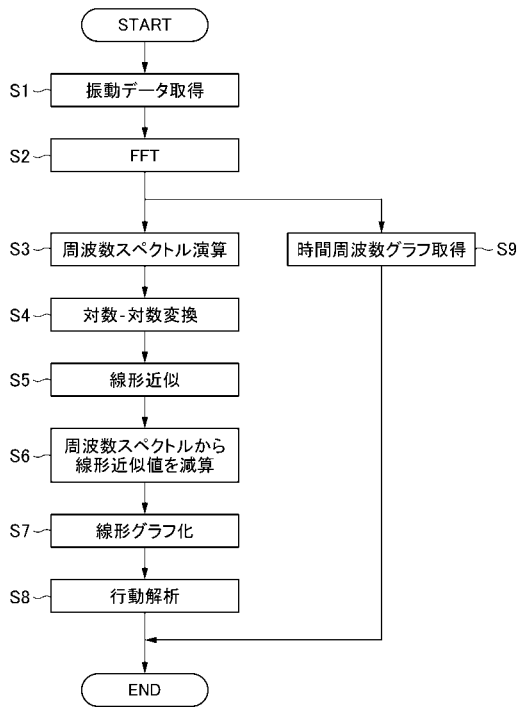 START
S1 振動データ取得
S2 FFT
S3 周波数スペクトル演算
時間周波数グラフ取得 S9
S4 対数-対数変換
S5 線形近似
S6 周波数スペクトルから
線形近似値を減算
S7 線形グラフ化
S8 行動解析
END